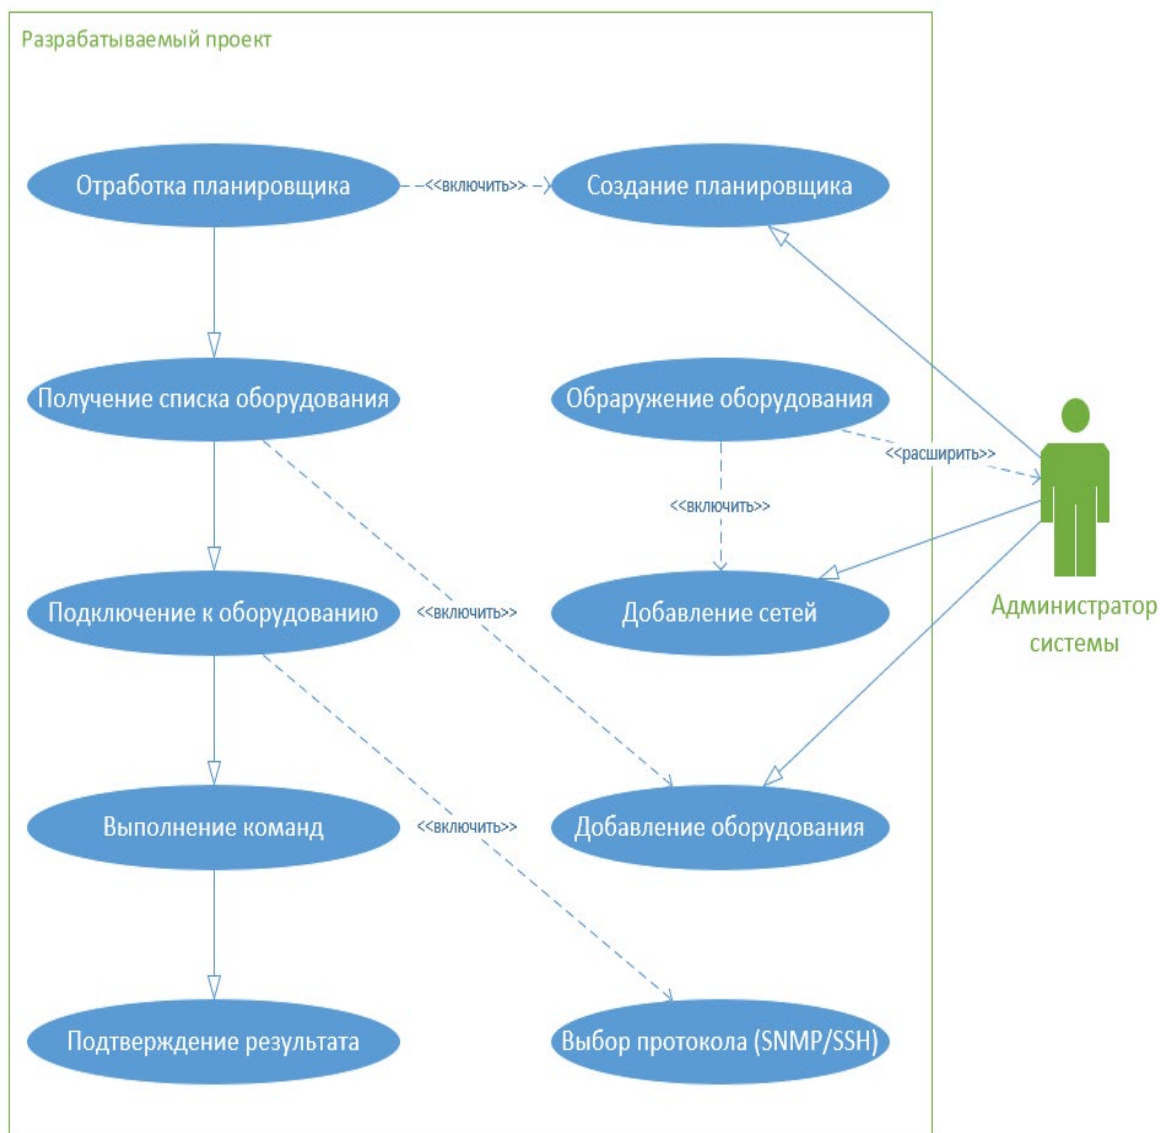 Разрабатываемый проект
Отработка планировщика
<<включить>>
Создание планировщика
Получение списка оборудования
Обраружение оборудования
<<расширить>>
<<включить>>
Подключение к оборудованию
<<включить>>
Добавление сетей
Администратор
системы
Выполнение команд
<<включить>>
Добавление оборудования
Подтверждение результата
Выбор протокола (SNMP/SSH)